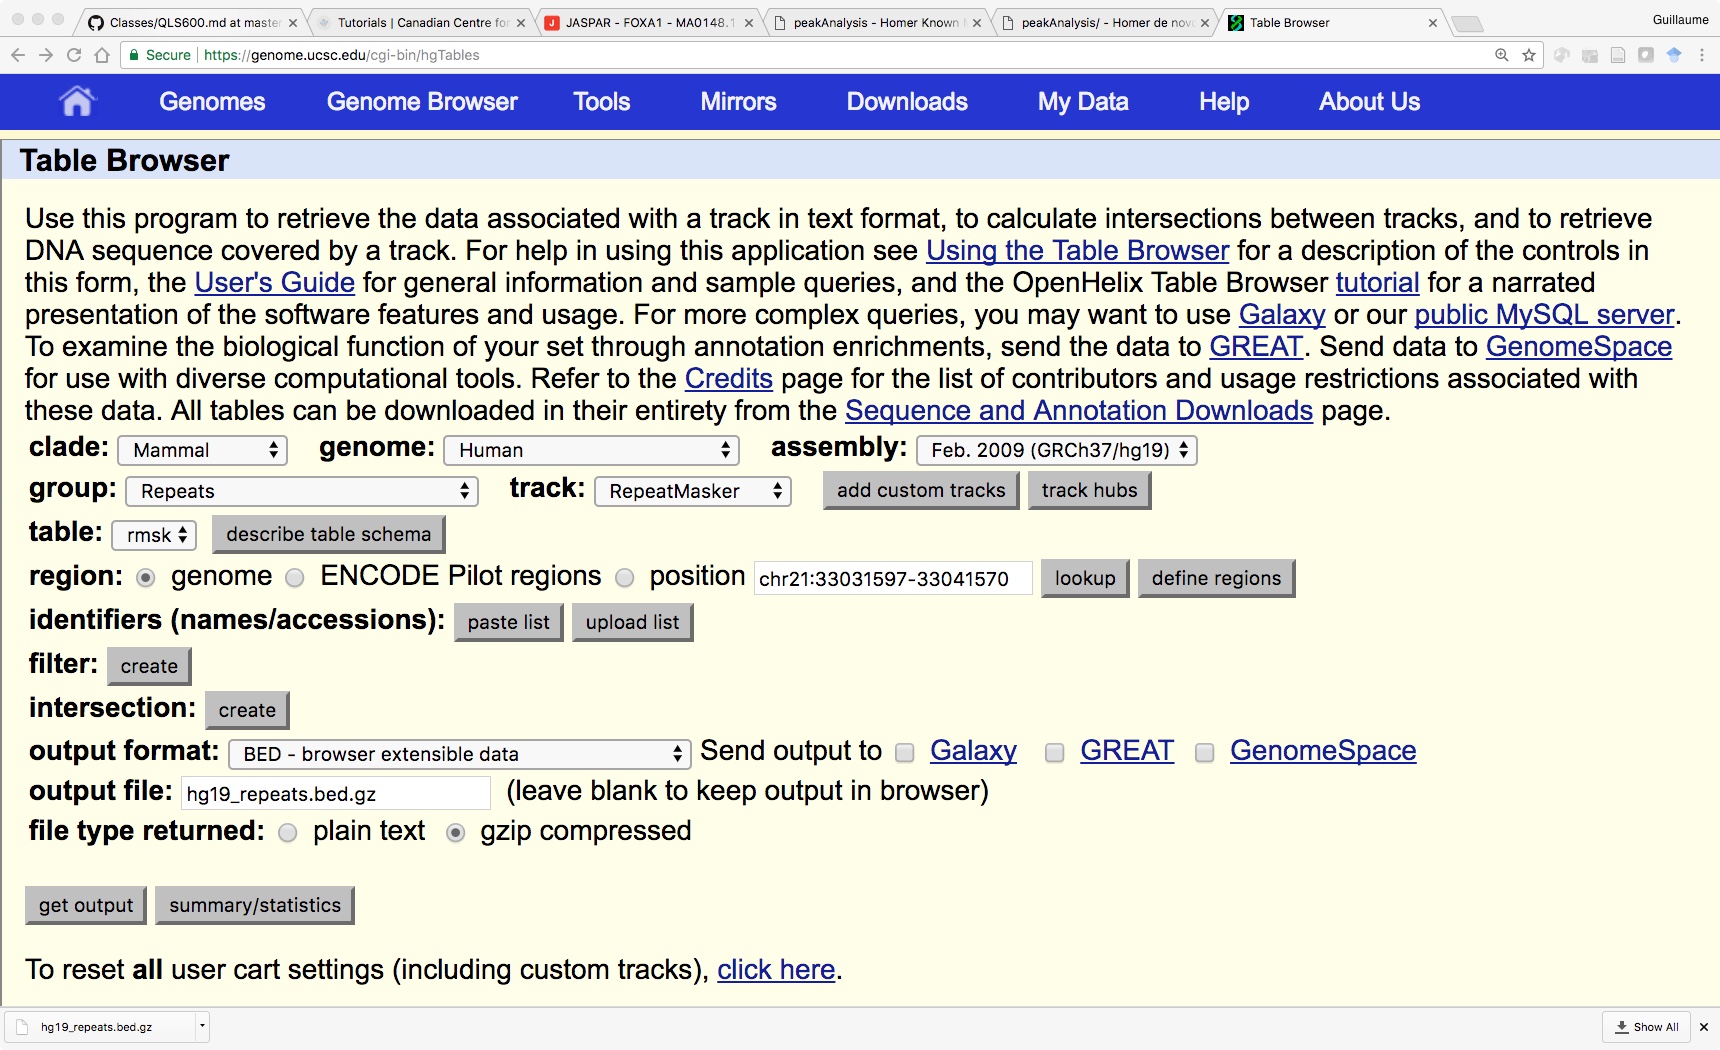 Classes/QLS600.md at master
Tutorials | Canadian Centre for
JASPAR - FOXA1 - MA0148.1
peakAnalysis - Homer Known
peakAnalysis/ - Homer de novo
Table Browser
Guillaume
Secure https://genome.ucsc.edu/cgi-bin/hgTables
Genomes Genome Browser Tools Mirrors Downloads My Data Help About Us
Table Browser
Use this program to retrieve the data associated with a track in text format, to calculate intersections between tracks, and to retrieve
DNA sequence covered by a track. For help in using this application see Using the Table Browser for a description of the controls in
this form, the User's Guide for general information and sample queries, and the OpenHelix Table Browser tutorial for a narrated
presentation of the software features and usage. For more complex queries, you may want to use Galaxy or our public MySQL server.
To examine the biological function of your set through annotation enrichments, send the data to GREAT. Send data to GenomeSpace
for use with diverse computational tools. Refer to the Credits page for the list of contributors and usage restrictions associated with
these data. All tables can be downloaded in their entirety from the Sequence and Annotation Downloads page.
clade: Mammal genome: Human assembly: Feb. 2009 (GRCh37/hg19)
group: Repeats track: RepeatMasker add custom tracks track hubs
table: rmsk describe table schema
region: genome ENCODE Pilot regions position chr21:33031597-33041570 lookup define regions
identifiers (names/accessions): paste list upload list
filter: create
intersection: create
output format: BED - browser extensible data Send output to Galaxy GREAT GenomeSpace
output file: hg19_repeats.bed.gz (leave blank to keep output in browser)
file type returned: plain text gzip compressed
get output summary/statistics
To reset all user cart settings (including custom tracks), click here.
hg19_repeats.bed.gz
Show All